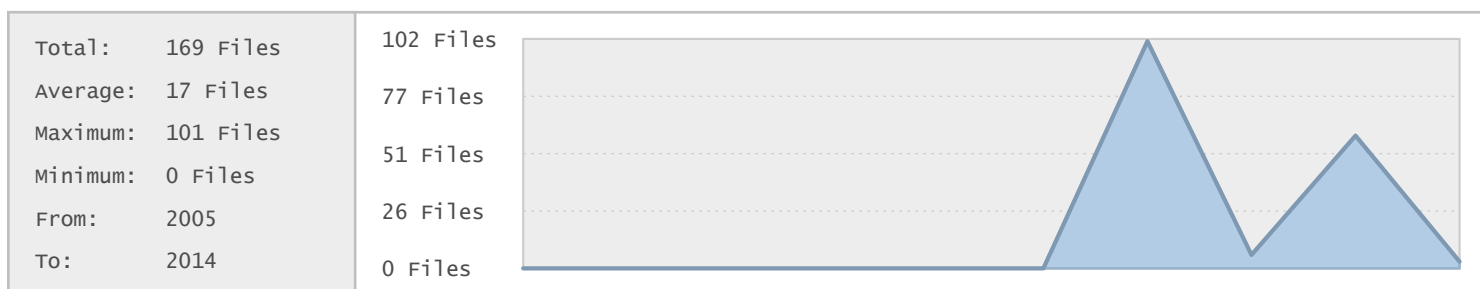 Total: 169 Files
Average: 17 Files
Maximum: 101 Files
Minimum: 0 Files
From: 2005
To: 2014
102 Files
77 Files
51 Files
26 Files
0 Files